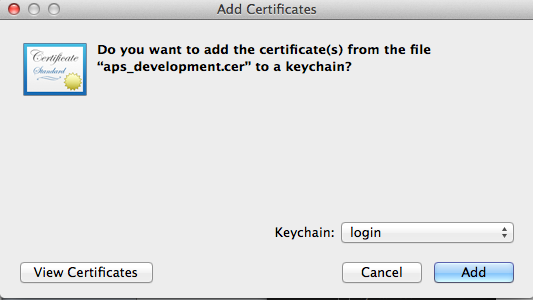 Add Certificates
Certificate
Standard
Do you want to add the certificate(s) from the file
“aps_development.cer” to a keychain?
Keychain: login
View Certificates Cancel Add